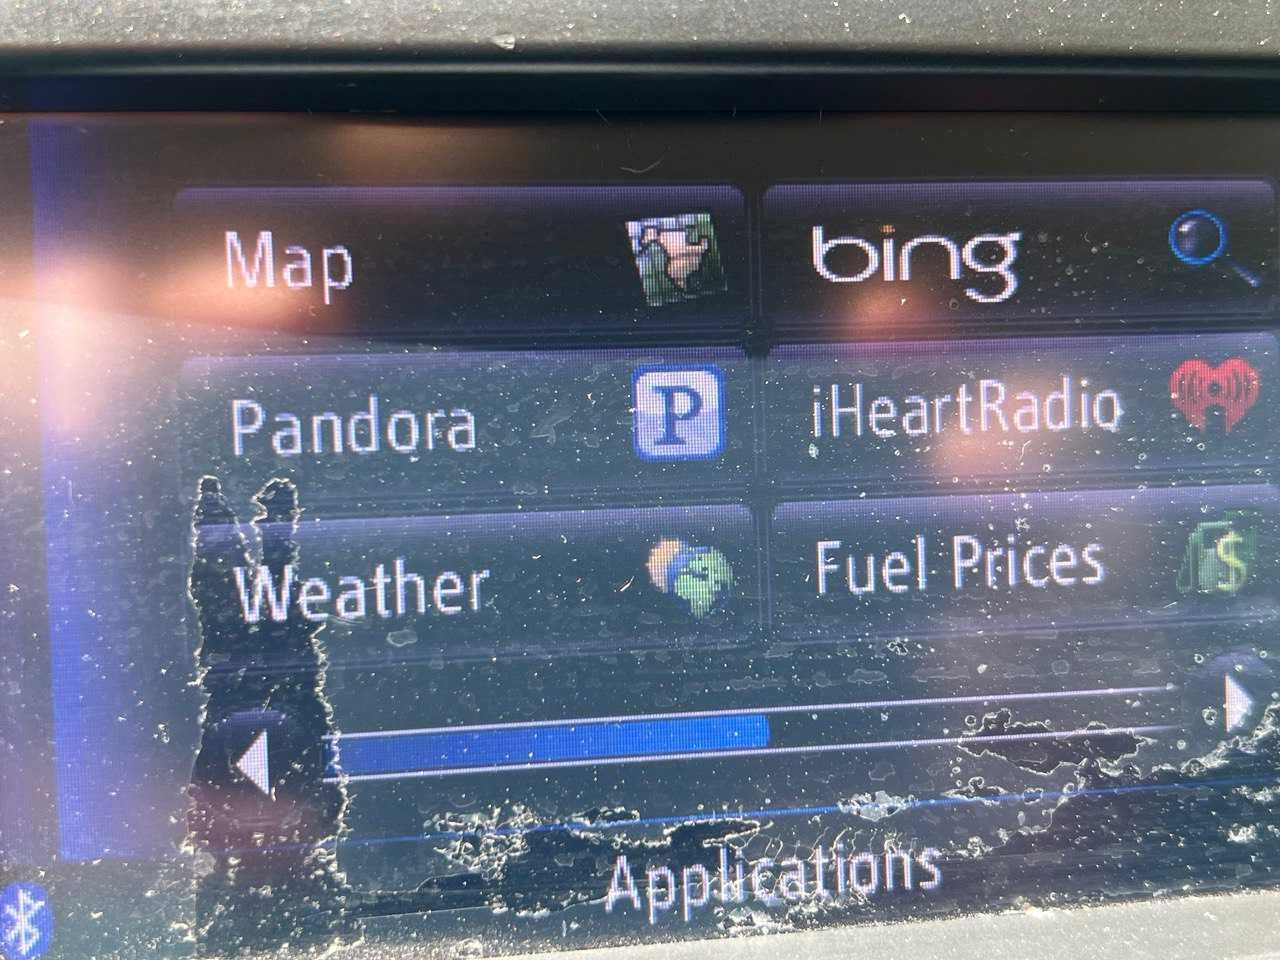 Map
bing
Pandora
P
iHeartRadio
Weather
Fuel Prices
$
Applications